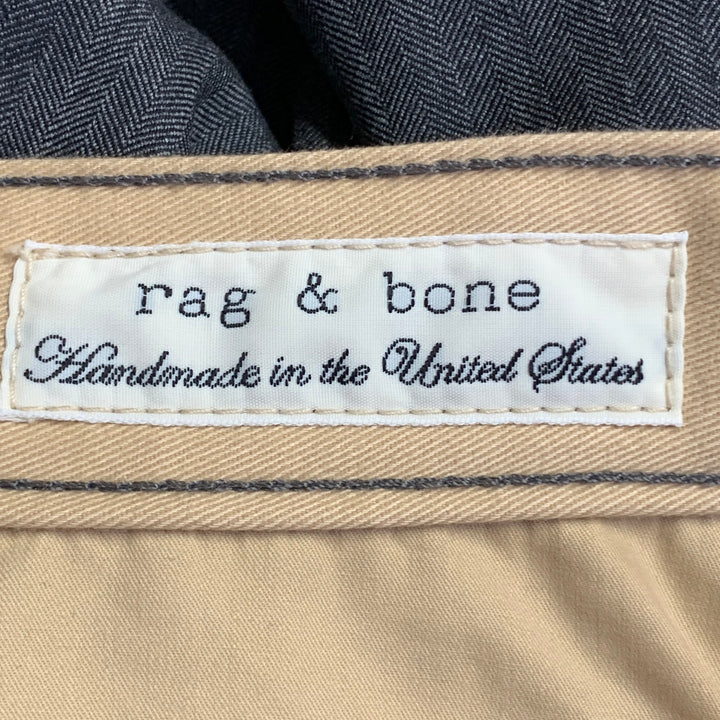 rag & bone
Handmade in the United States